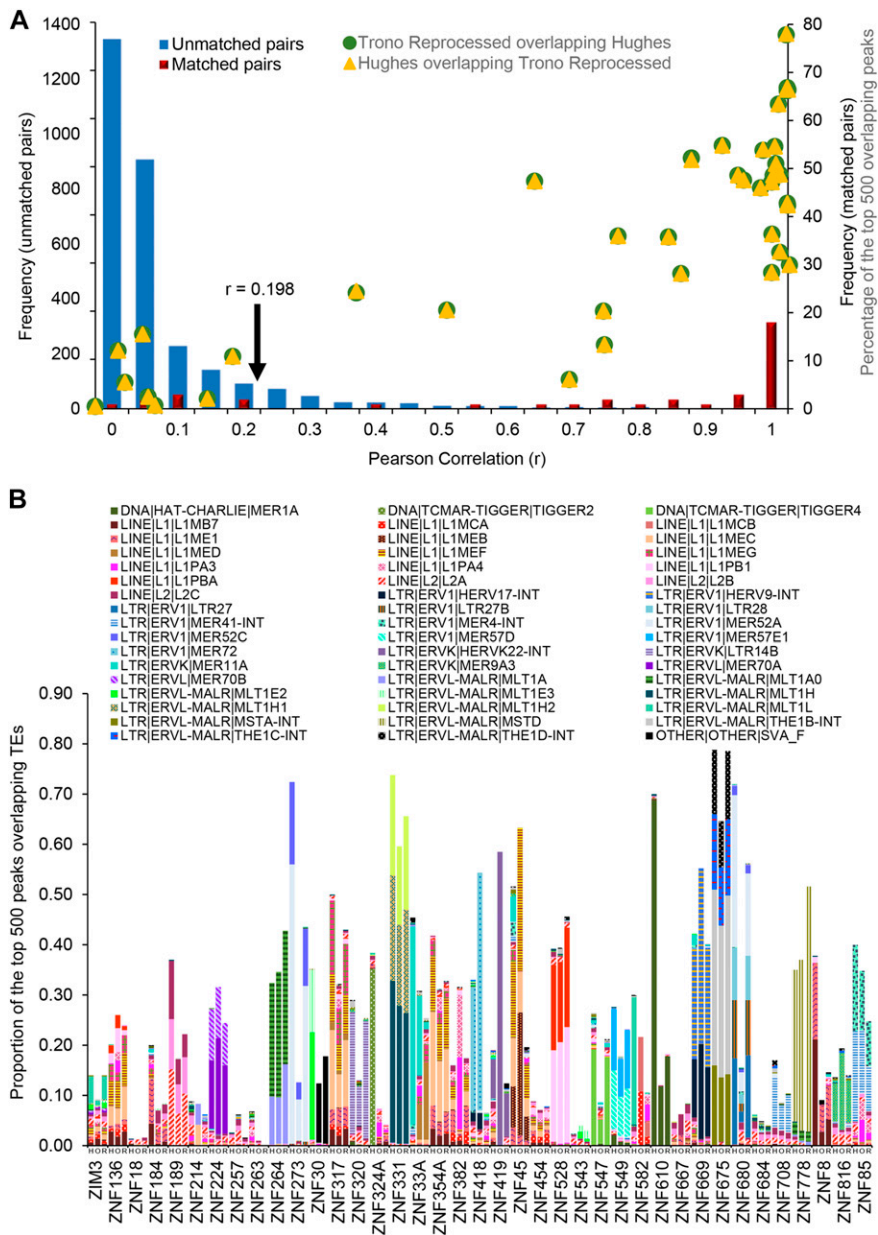 A
Frequency (unmatched pairs)
1400
1200
1000
800
600
400
200
0
Unmatched pairs
Matched pairs
Trono Reprocessed overlapping Hughes
Hughes overlapping Trono Reprocessed
r = 0.198
80
70
60
50
40
30
20
10
0
Frequency (matched pairs)
Percentage of the top 500 overlapping peaks
0 0.1 0.2 0.3 0.4 0.5 0.6 0.7 0.8 0.9 1
Pearson Correlation (r)
B
DNA|HAT-CHARLIE|MER1A DNA|TCMAR-TIGGER|TIGGER2 DNA|TCMAR-TIGGER|TIGGER4
LINE|L1|L1MB7 LINE|L1|L1MCA LINE|L1|L1MCB
LINE|L1|L1ME1 LINE|L1|L1MEB LINE|L1|L1MEC
LINE|L1|L1MED LINE|L1|L1MEF LINE|L1|L1MEG
LINE|L1|L1PA3 LINE|L1|L1PA4 LINE|L1|L1PB1
LINE|L1|L1PBA LINE|L2|L2A LINE|L2|L2B
LINE|L2|L2C LTR|ERV1|HERV17-INT LTR|ERV1|HERV9-INT
LTR|ERV1|LTR27 LTR|ERV1|LTR27B LTR|ERV1|LTR28
LTR|ERV1|MER41-INT LTR|ERV1|MER4-INT LTR|ERV1|MER52A
LTR|ERV1|MER52C LTR|ERV1|MER57D LTR|ERV1|MER57E1
LTR|ERV1|MER72 LTR|ERVK|HERVK22-INT LTR|ERVK|LTR14B
LTR|ERVK|MER11A LTR|ERVK|MER9A3 LTR|ERVL|MER70A
LTR|ERVL|MER70B LTR|ERVL-MALR|MLT1A LTR|ERVL-MALR|MLT1A0
LTR|ERVL-MALR|MLT1E2 LTR|ERVL-MALR|MLT1E3 LTR|ERVL-MALR|MLT1H
LTR|ERVL-MALR|MLT1H1 LTR|ERVL-MALR|MLT1H2 LTR|ERVL-MALR|MLT1L
LTR|ERVL-MALR|MSTA-INT LTR|ERVL-MALR|MSTD LTR|ERVL-MALR|THE1B-INT
LTR|ERVL-MALR|THE1C-INT LTR|ERVL-MALR|THE1D-INT OTHER|OTHER|SVA_F
Proportion of the top 500 peaks overlapping TEs
0.90
0.80
0.70
0.60
0.50
0.40
0.30
0.20
0.10
0.00
ZIM3 ZNF136 ZNF18 ZNF184 ZNF189 ZNF214 ZNF224 ZNF257 ZNF263 ZNF264 ZNF273 ZNF30 ZNF317 ZNF320 ZNF324A ZNF331 ZNF33A ZNF354A ZNF382 ZNF418 ZNF419 ZNF45 ZNF454 ZNF528 ZNF543 ZNF547 ZNF549 ZNF582 ZNF610 ZNF667 ZNF669 ZNF675 ZNF680 ZNF684 ZNF708 ZNF778 ZNF8 ZNF816 ZNF85